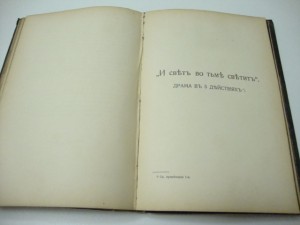 „И СВѢТЪ ВО ТЬМѢ СВѢТИТЪ“.
ДРАМА ВЪ 5 ДѢЙСТВІЯХЪ